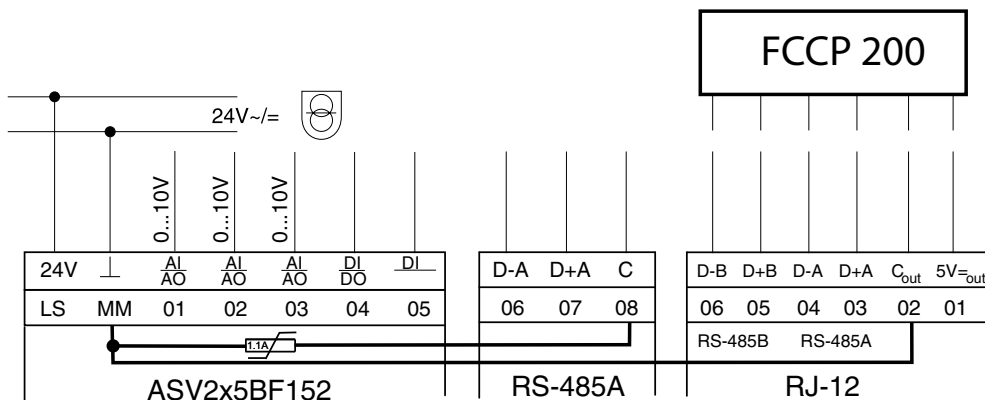 FCCP 200
24V~/=
0...10V
0...10V
0...10V
24V ⊥ AI/AO AI/AO AI/AO DI/DO DI
LS MM 01 02 03 04 05
D-A D+A C
06 07 08
D-B D+B D-A D+A Cout 5V=out
06 05 04 03 02 01
RS-485B RS-485A
1.1A
ASV2x5BF152
RS-485A
RJ-12